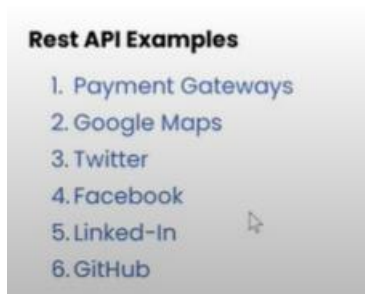 Rest API Examples
1. Payment Gateways
2. Google Maps
3. Twitter
4. Facebook
5. Linked-In
6. GitHub